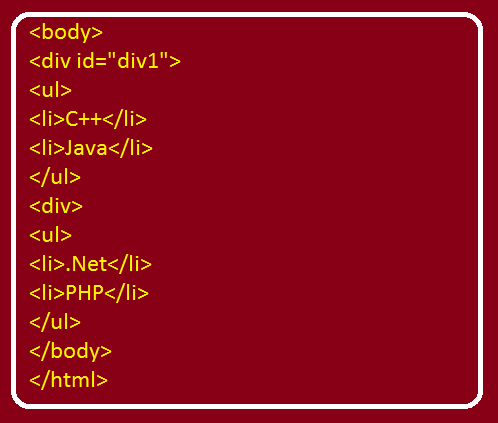 <body>
<div id="div1">
<ul>
<li>C++</li>
<li>Java</li>
</ul>
<div>
<ul>
<li>.Net</li>
<li>PHP</li>
</ul>
</body>
</html>